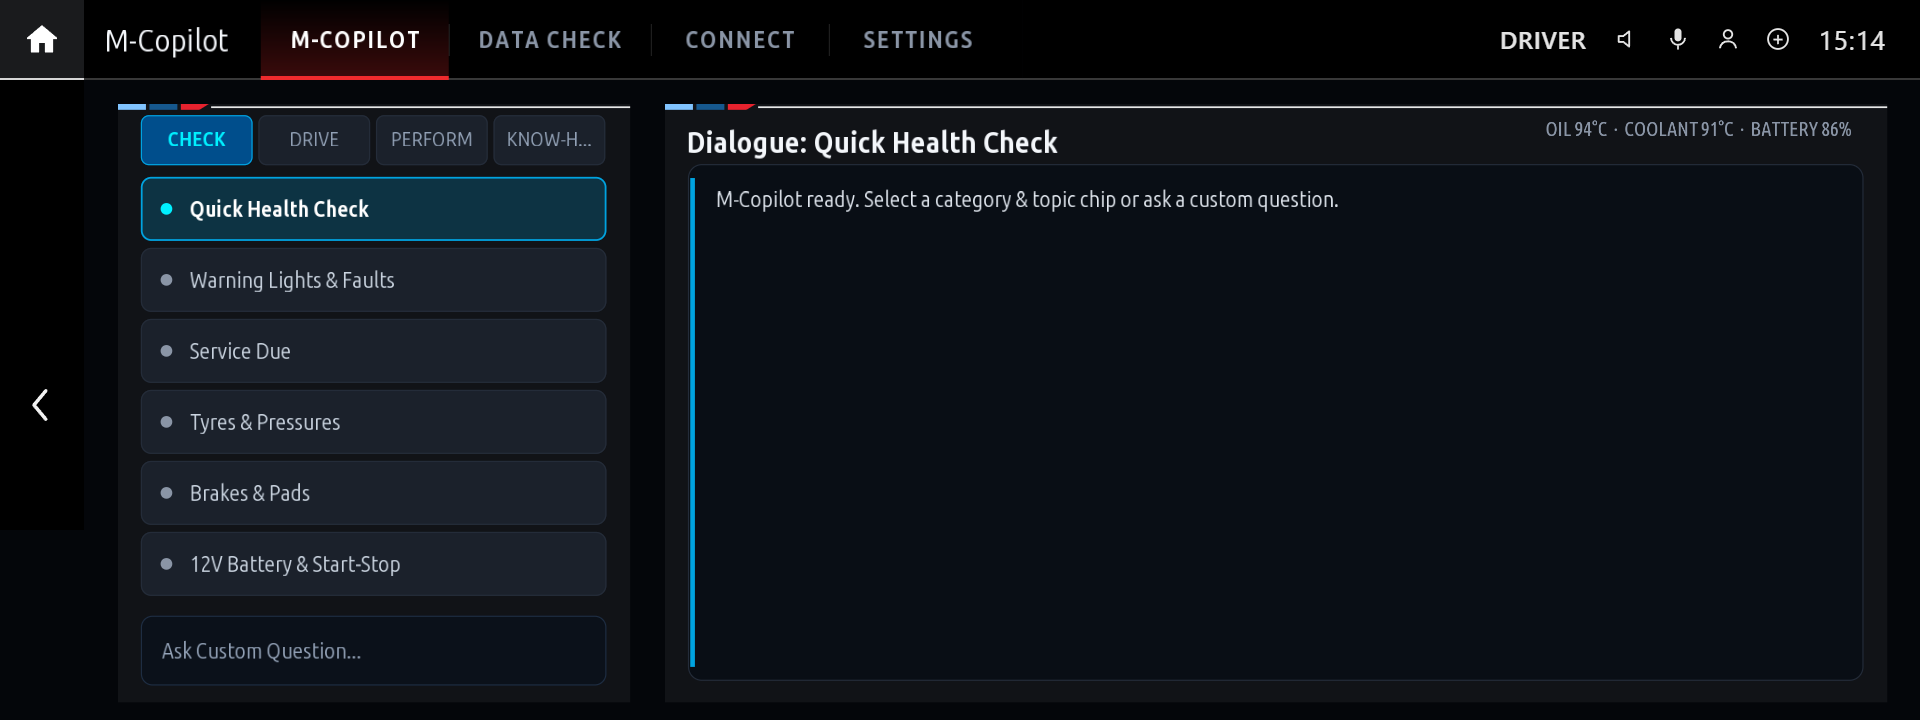 M-Copilot
M-COPILOT
DATA CHECK
CONNECT
SETTINGS
DRIVER
15:14
CHECK
DRIVE
PERFORM
KNOW-H...
Quick Health Check
Warning Lights & Faults
Service Due
Tyres & Pressures
Brakes & Pads
12V Battery & Start-Stop
Ask Custom Question...
Dialogue: Quick Health Check
OIL 94°C · COOLANT 91°C · BATTERY 86%
M-Copilot ready. Select a category & topic chip or ask a custom question.